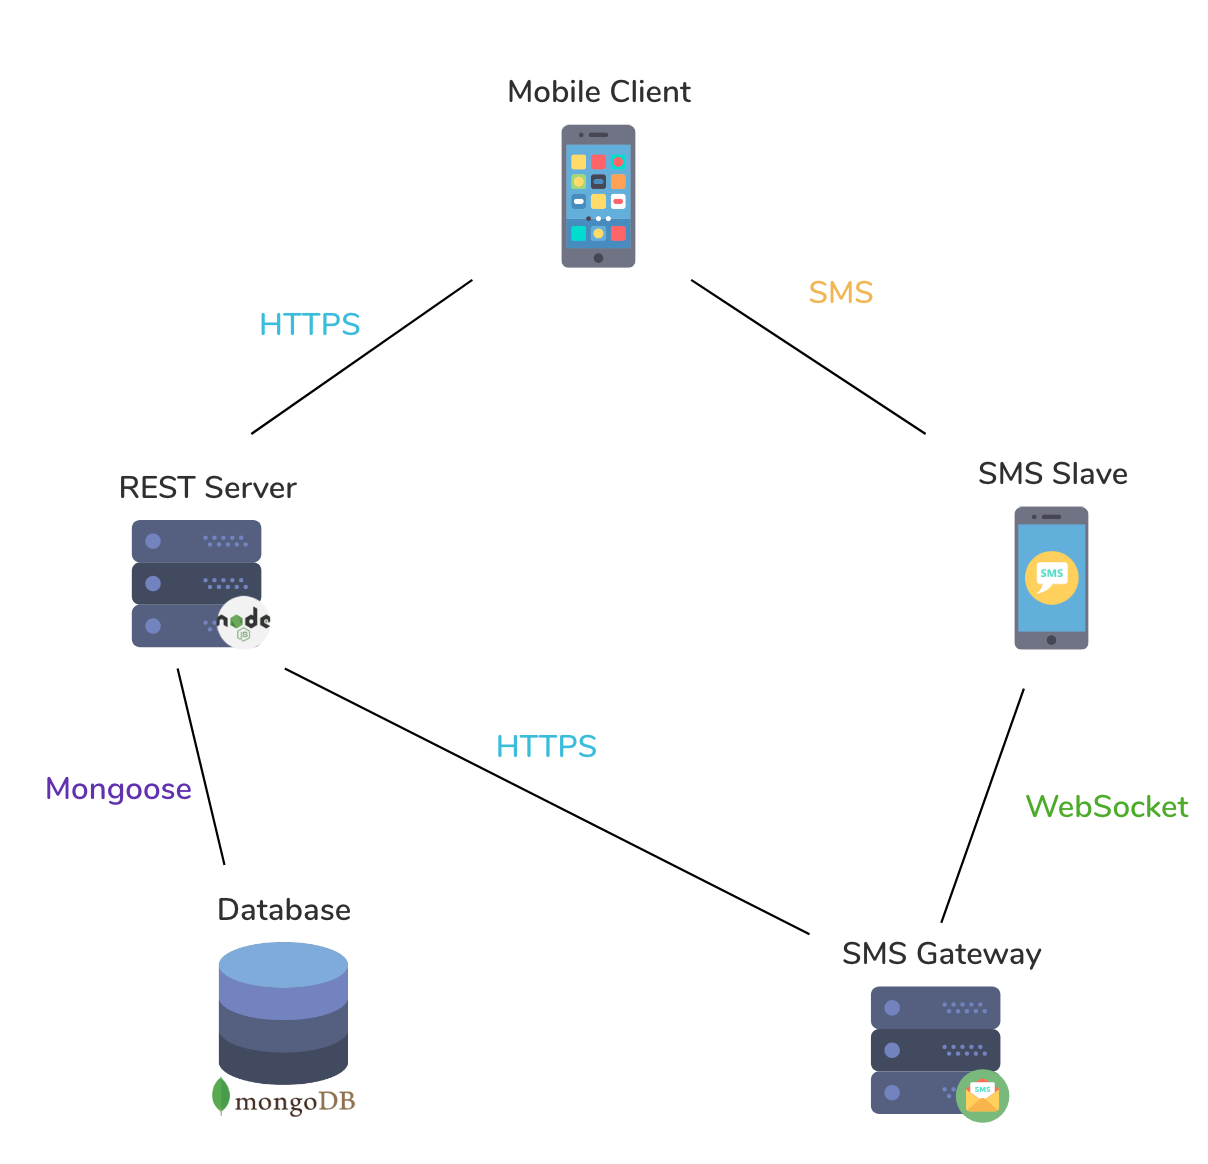 Mobile Client
SMS
HTTPS
SMS Slave
REST Server
SMS
node
JS
HTTPS
Mongoose
WebSocket
Database
SMS Gateway
SMS
mongoDB